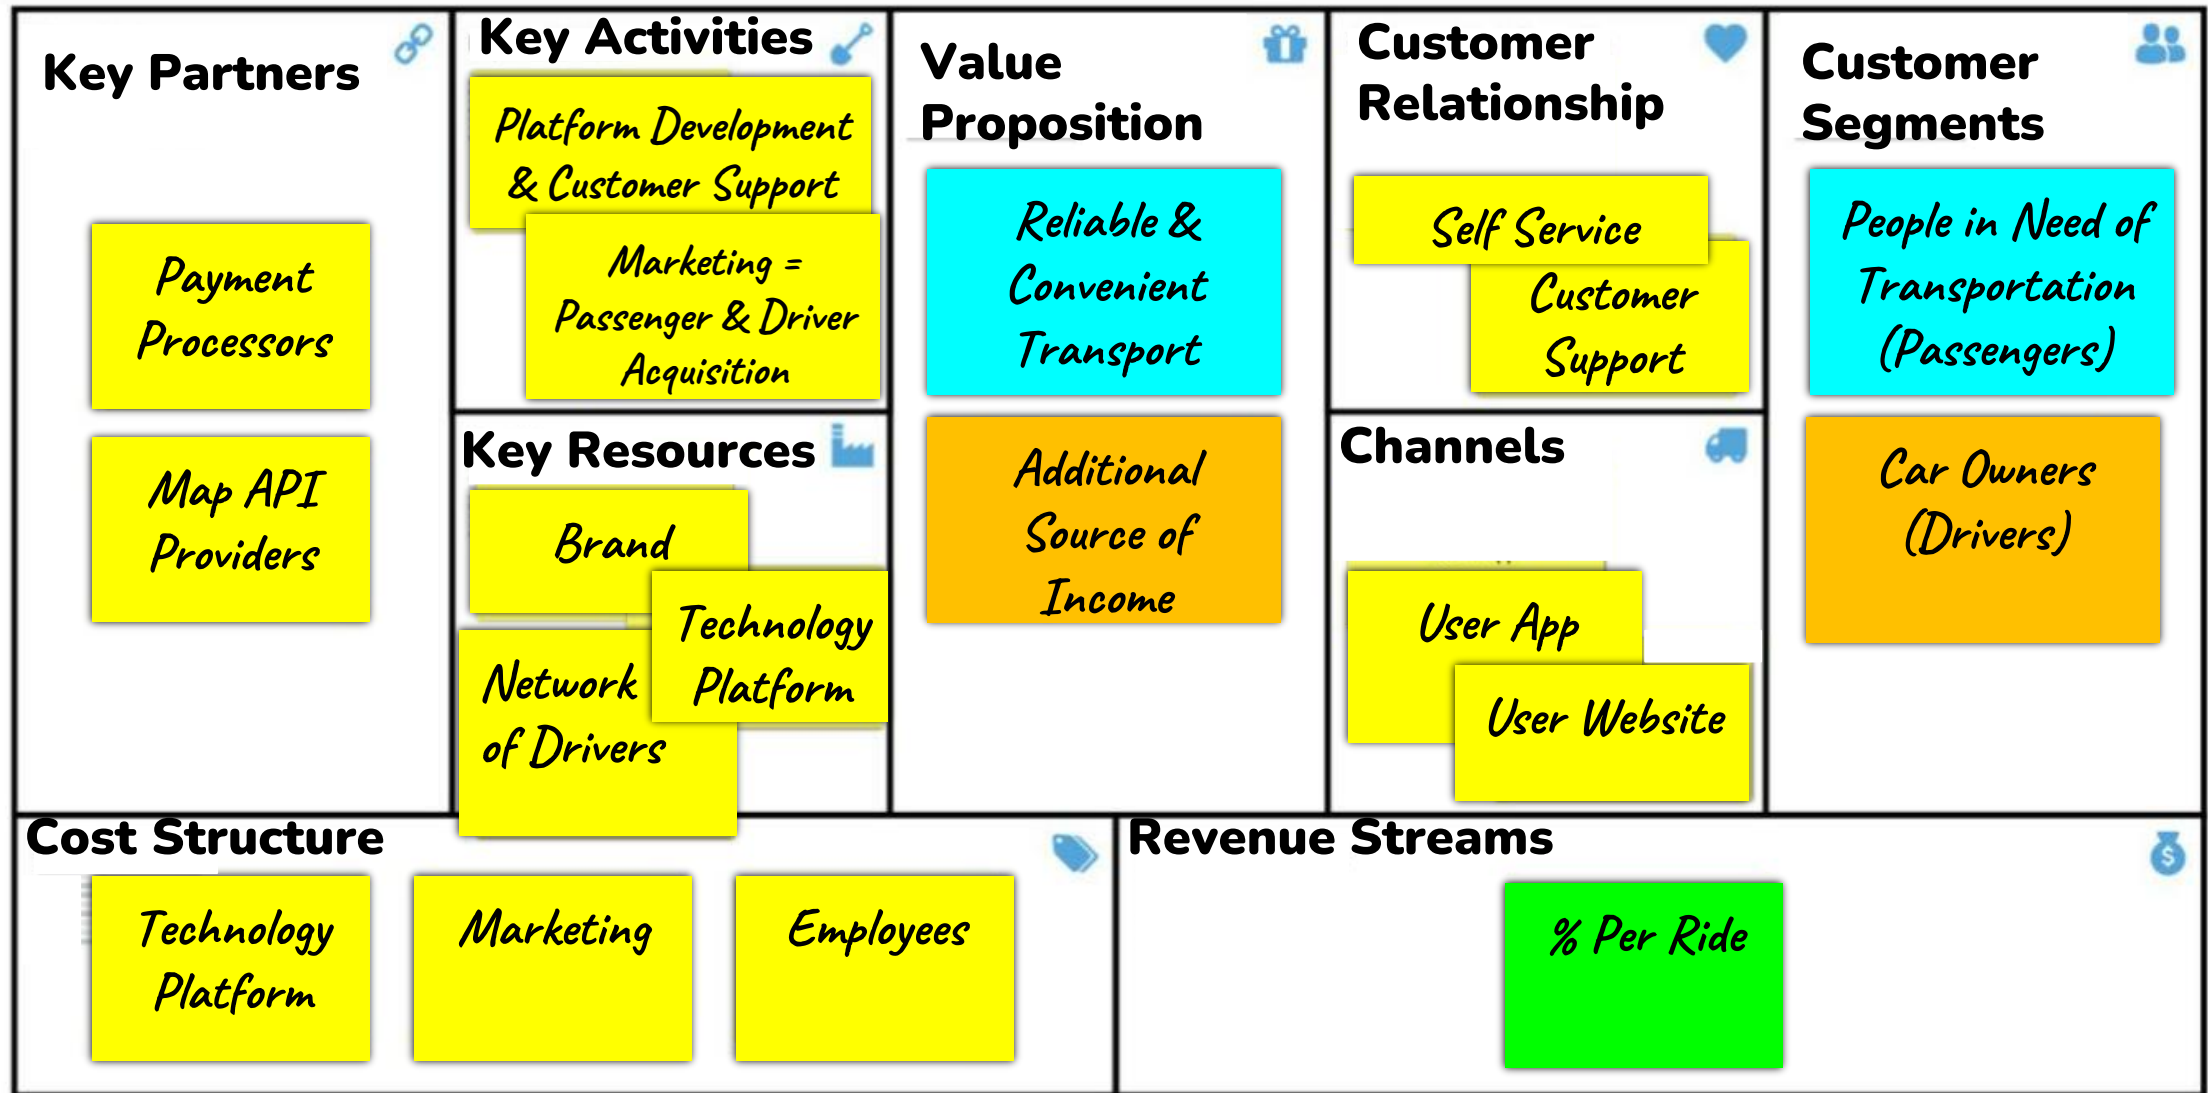 Key Partners
Payment
Processors
Map API
Providers
Key Activities
Platform Development
& Customer Support
Marketing =
Passenger & Driver
Acquisition
Key Resources
Brand
Technology
Platform
Network
of Drivers
Value
Proposition
Reliable &
Convenient
Transport
Additional
Source of
Income
Customer
Relationship
Self Service
Customer
Support
Channels
User App
User Website
Customer
Segments
People in Need of
Transportation
(Passengers)
Car Owners
(Drivers)
Cost Structure
Technology
Platform
Marketing
Employees
Revenue Streams
% Per Ride